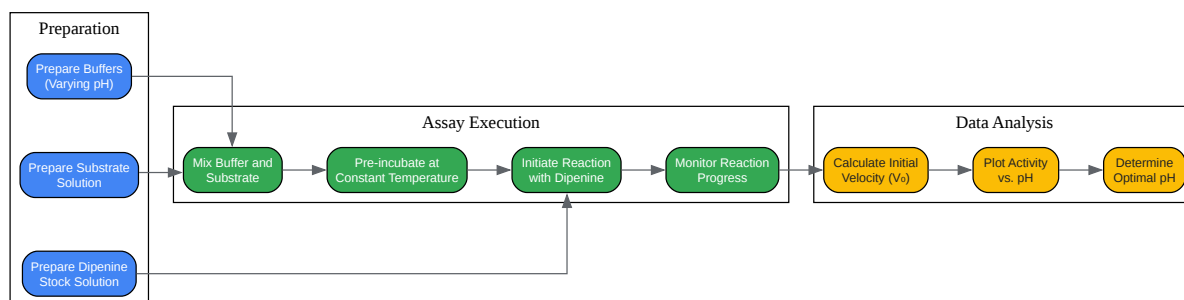 Preparation
Prepare Buffers
(Varying pH)
Prepare Substrate
Solution
Prepare Dipenine
Stock Solution
Assay Execution
Mix Buffer and
Substrate
Pre-incubate at
Constant Temperature
Initiate Reaction
with Dipenine
Monitor Reaction
Progress
Data Analysis
Calculate Initial
Velocity (V₀)
Plot Activity
vs. pH
Determine
Optimal pH